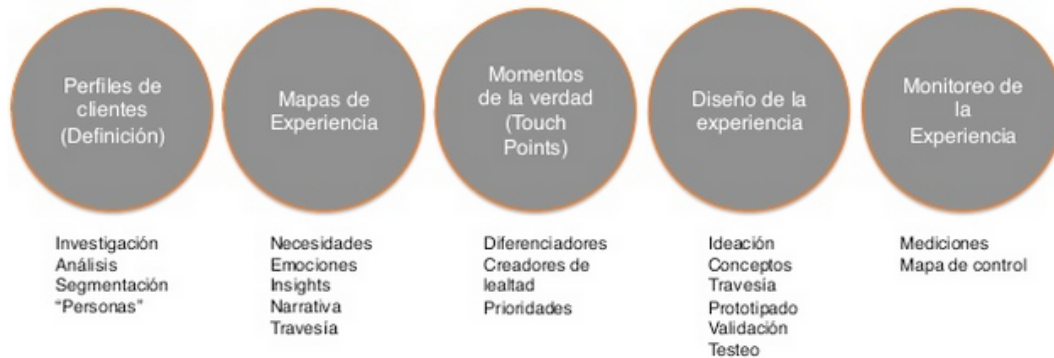 Perfiles de
clientes
(Definición)
Mapas de
Experiencia
Momentos
de la verdad
(Touch
Points)
Diseño de la
experiencia
Monitoreo de
la
Experiencia
Investigación
Análisis
Segmentación
“Personas”
Necesidades
Emociones
Insights
Narrativa
Travesía
Diferenciadores
Creadores de
lealtad
Prioridades
Ideación
Conceptos
Travesía
Prototipado
Validación
Testeo
Mediciones
Mapa de control